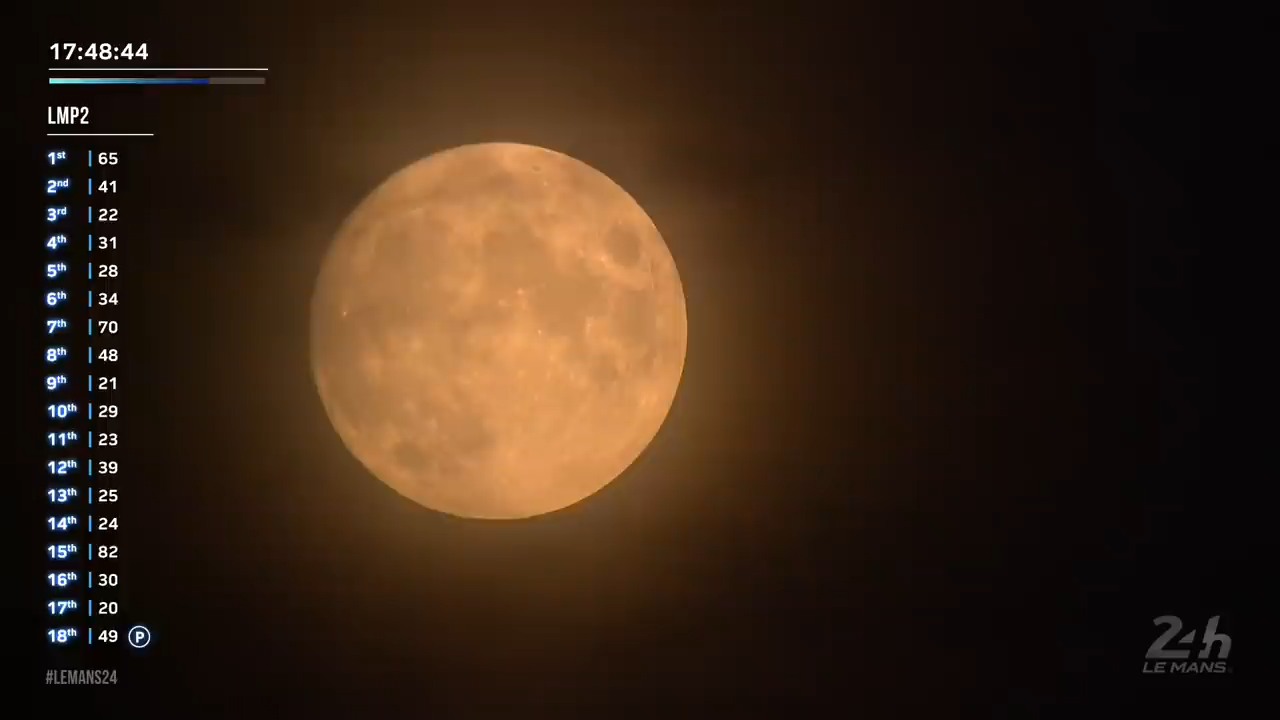 17:48:44
LMP2
1st | 65
2nd | 41
3rd | 22
4th | 31
5th | 28
6th | 34
7th | 70
8th | 48
9th | 21
10th | 29
11th | 23
12th | 39
13th | 25
14th | 24
15th | 82
16th | 30
17th | 20
18th | 49 P
#LEMANS24
24h
LE MANS